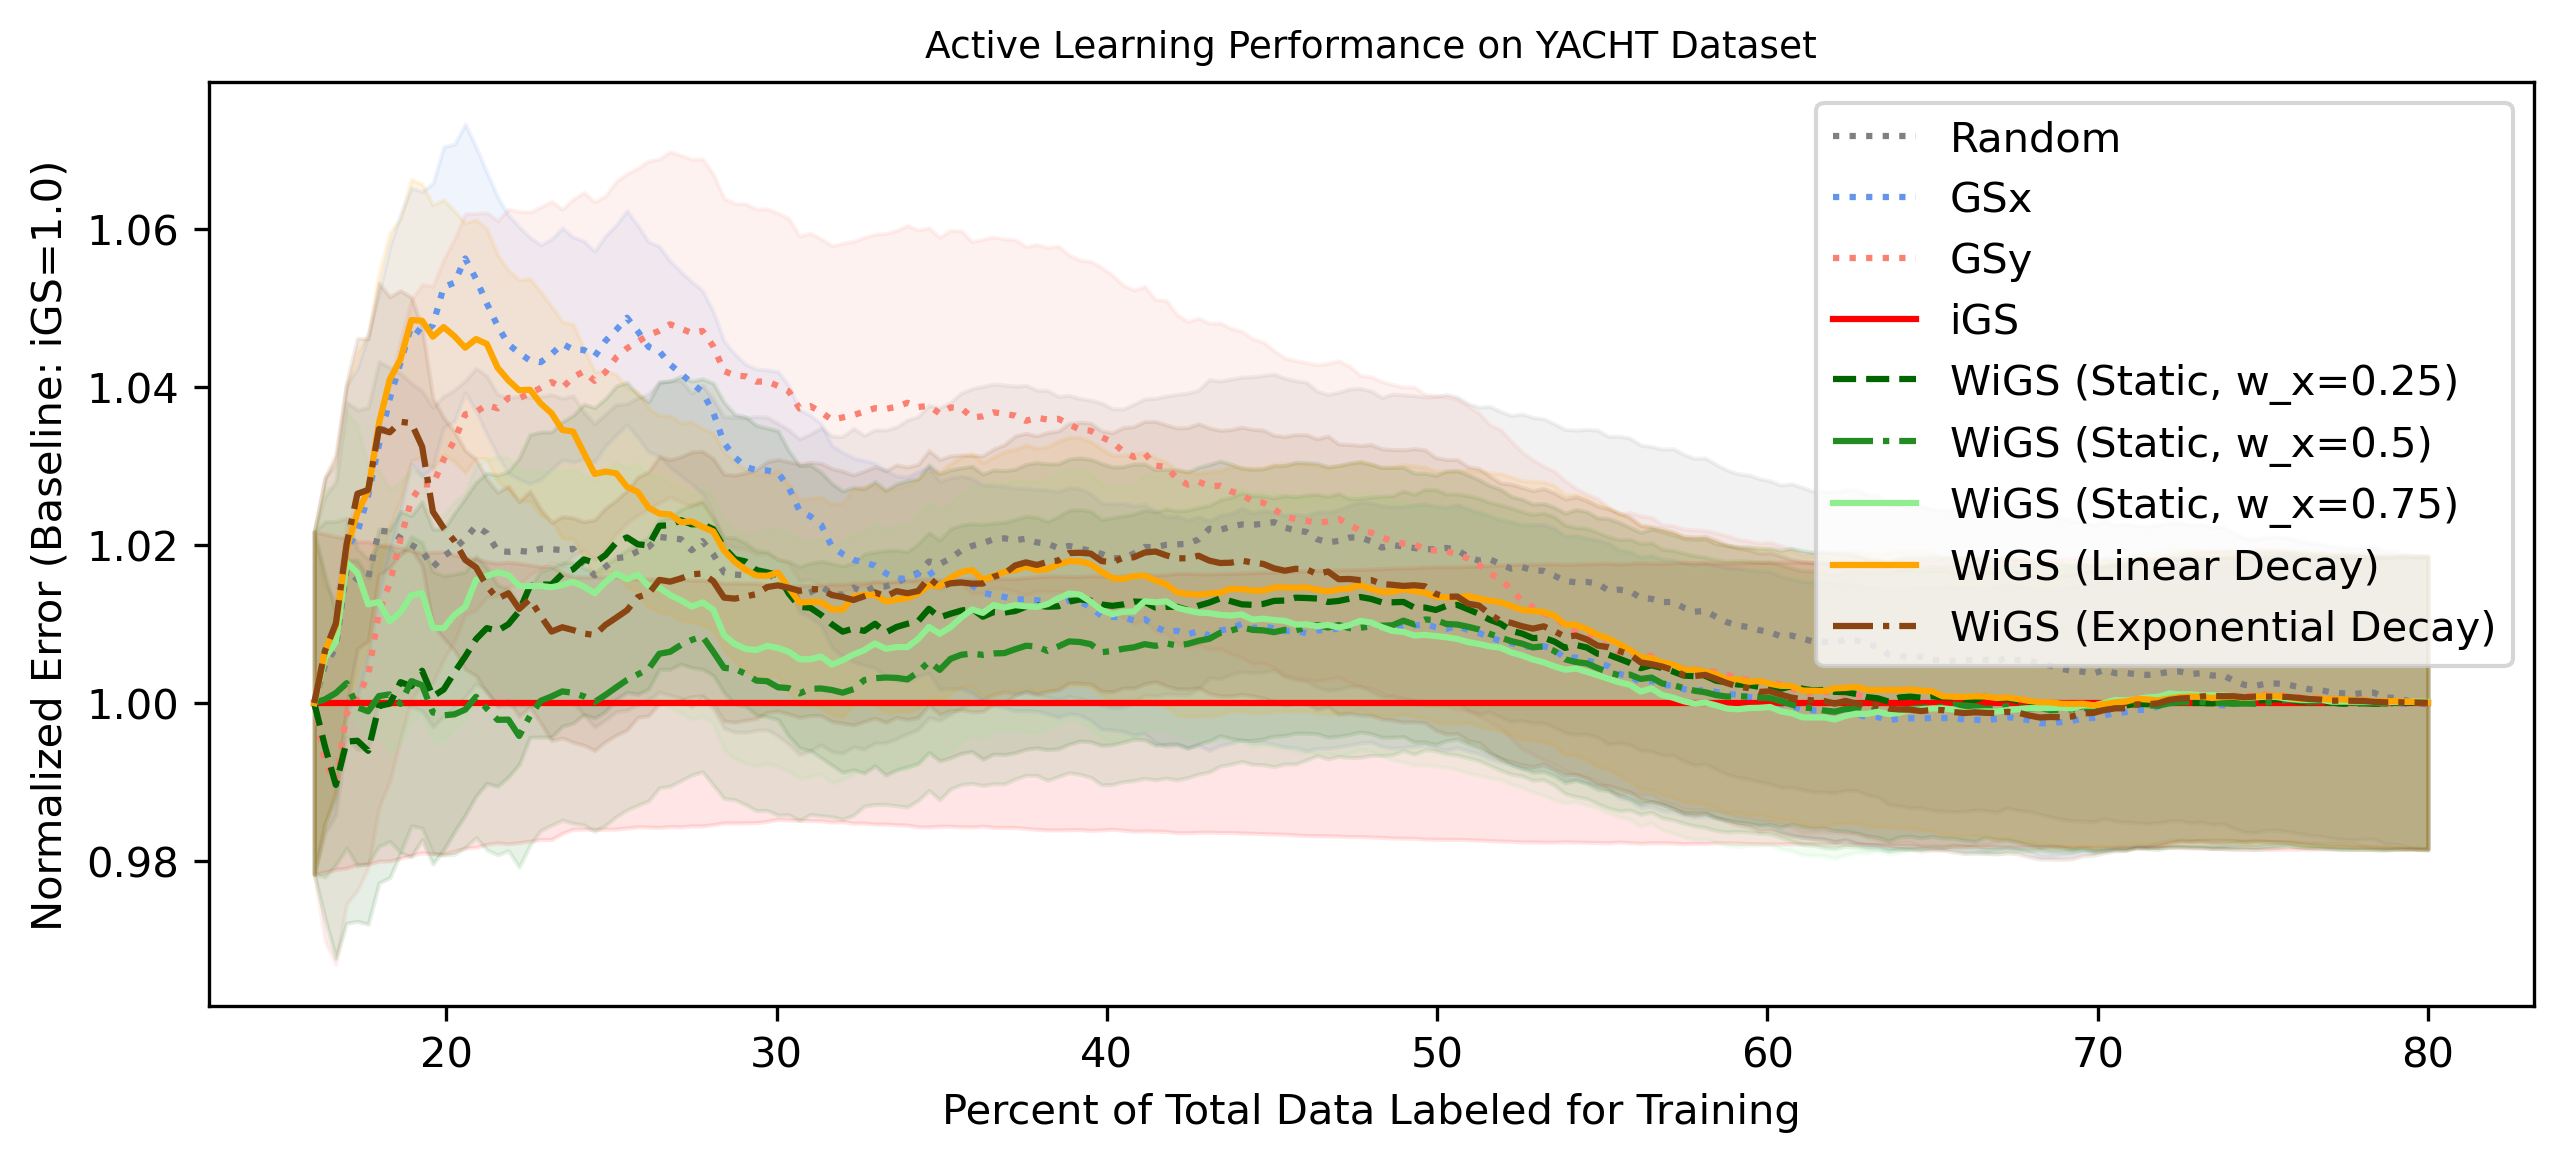 Active Learning Performance on YACHT Dataset
Normalized Error (Baseline: iGS=1.0)
1.06
1.04
1.02
1.00
0.98
Random
GSx
GSy
iGS
WiGS (Static, w_x=0.25)
WiGS (Static, w_x=0.5)
WiGS (Static, w_x=0.75)
WiGS (Linear Decay)
WiGS (Exponential Decay)
20 30 40 50 60 70 80
Percent of Total Data Labeled for Training